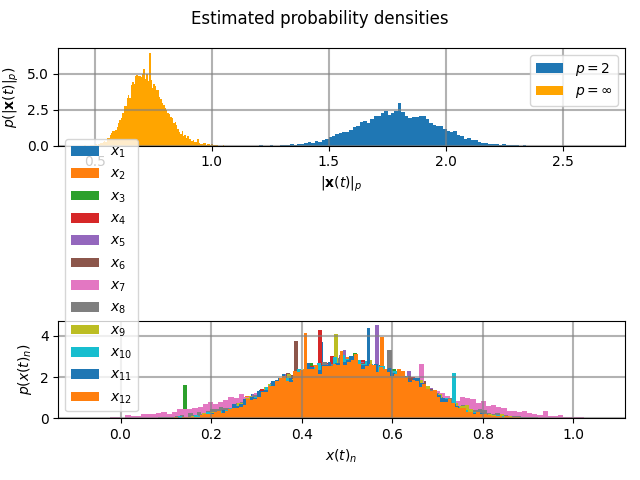 Estimated probability densities
p(|x(t)|ₚ)
5.0
2.5
0.0
p = 2
p = ∞
0.5
1.0
1.5
2.0
2.5
|x(t)|ₚ
x₁
x₂
x₃
x₄
x₅
x₆
x₇
x₈
x₉
x₁₀
x₁₁
x₁₂
p(x(t)ₙ)
4
2
0
0.0
0.2
0.4
0.6
0.8
1.0
x(t)ₙ